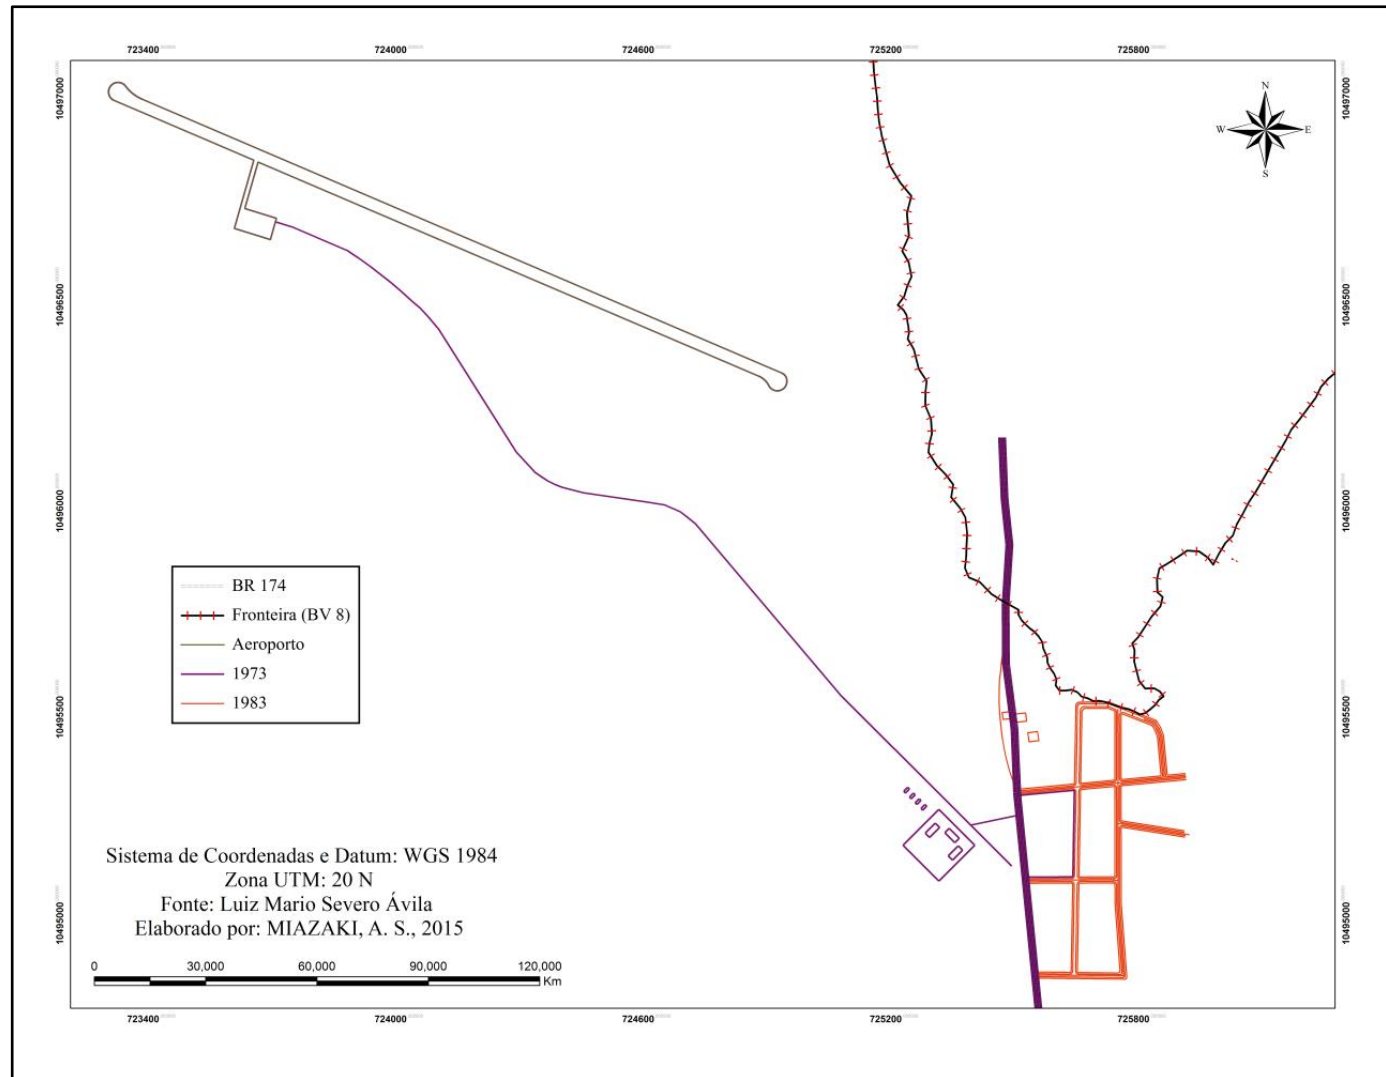 723400 724000 724600 725200 725800
10497000
10496500
10496000
10495500
10495000
10497000
10496500
10496000
10495500
10495000
N
W E
S
BR 174
Fronteira (BV 8)
Aeroporto
1973
1983
Sistema de Coordenadas e Datum: WGS 1984
Zona UTM: 20 N
Fonte: Luiz Mario Severo Ávila
Elaborado por: MIAZAKI, A. S., 2015
0 30,000 60,000 90,000 120,000
Km
723400 724000 724600 725200 725800